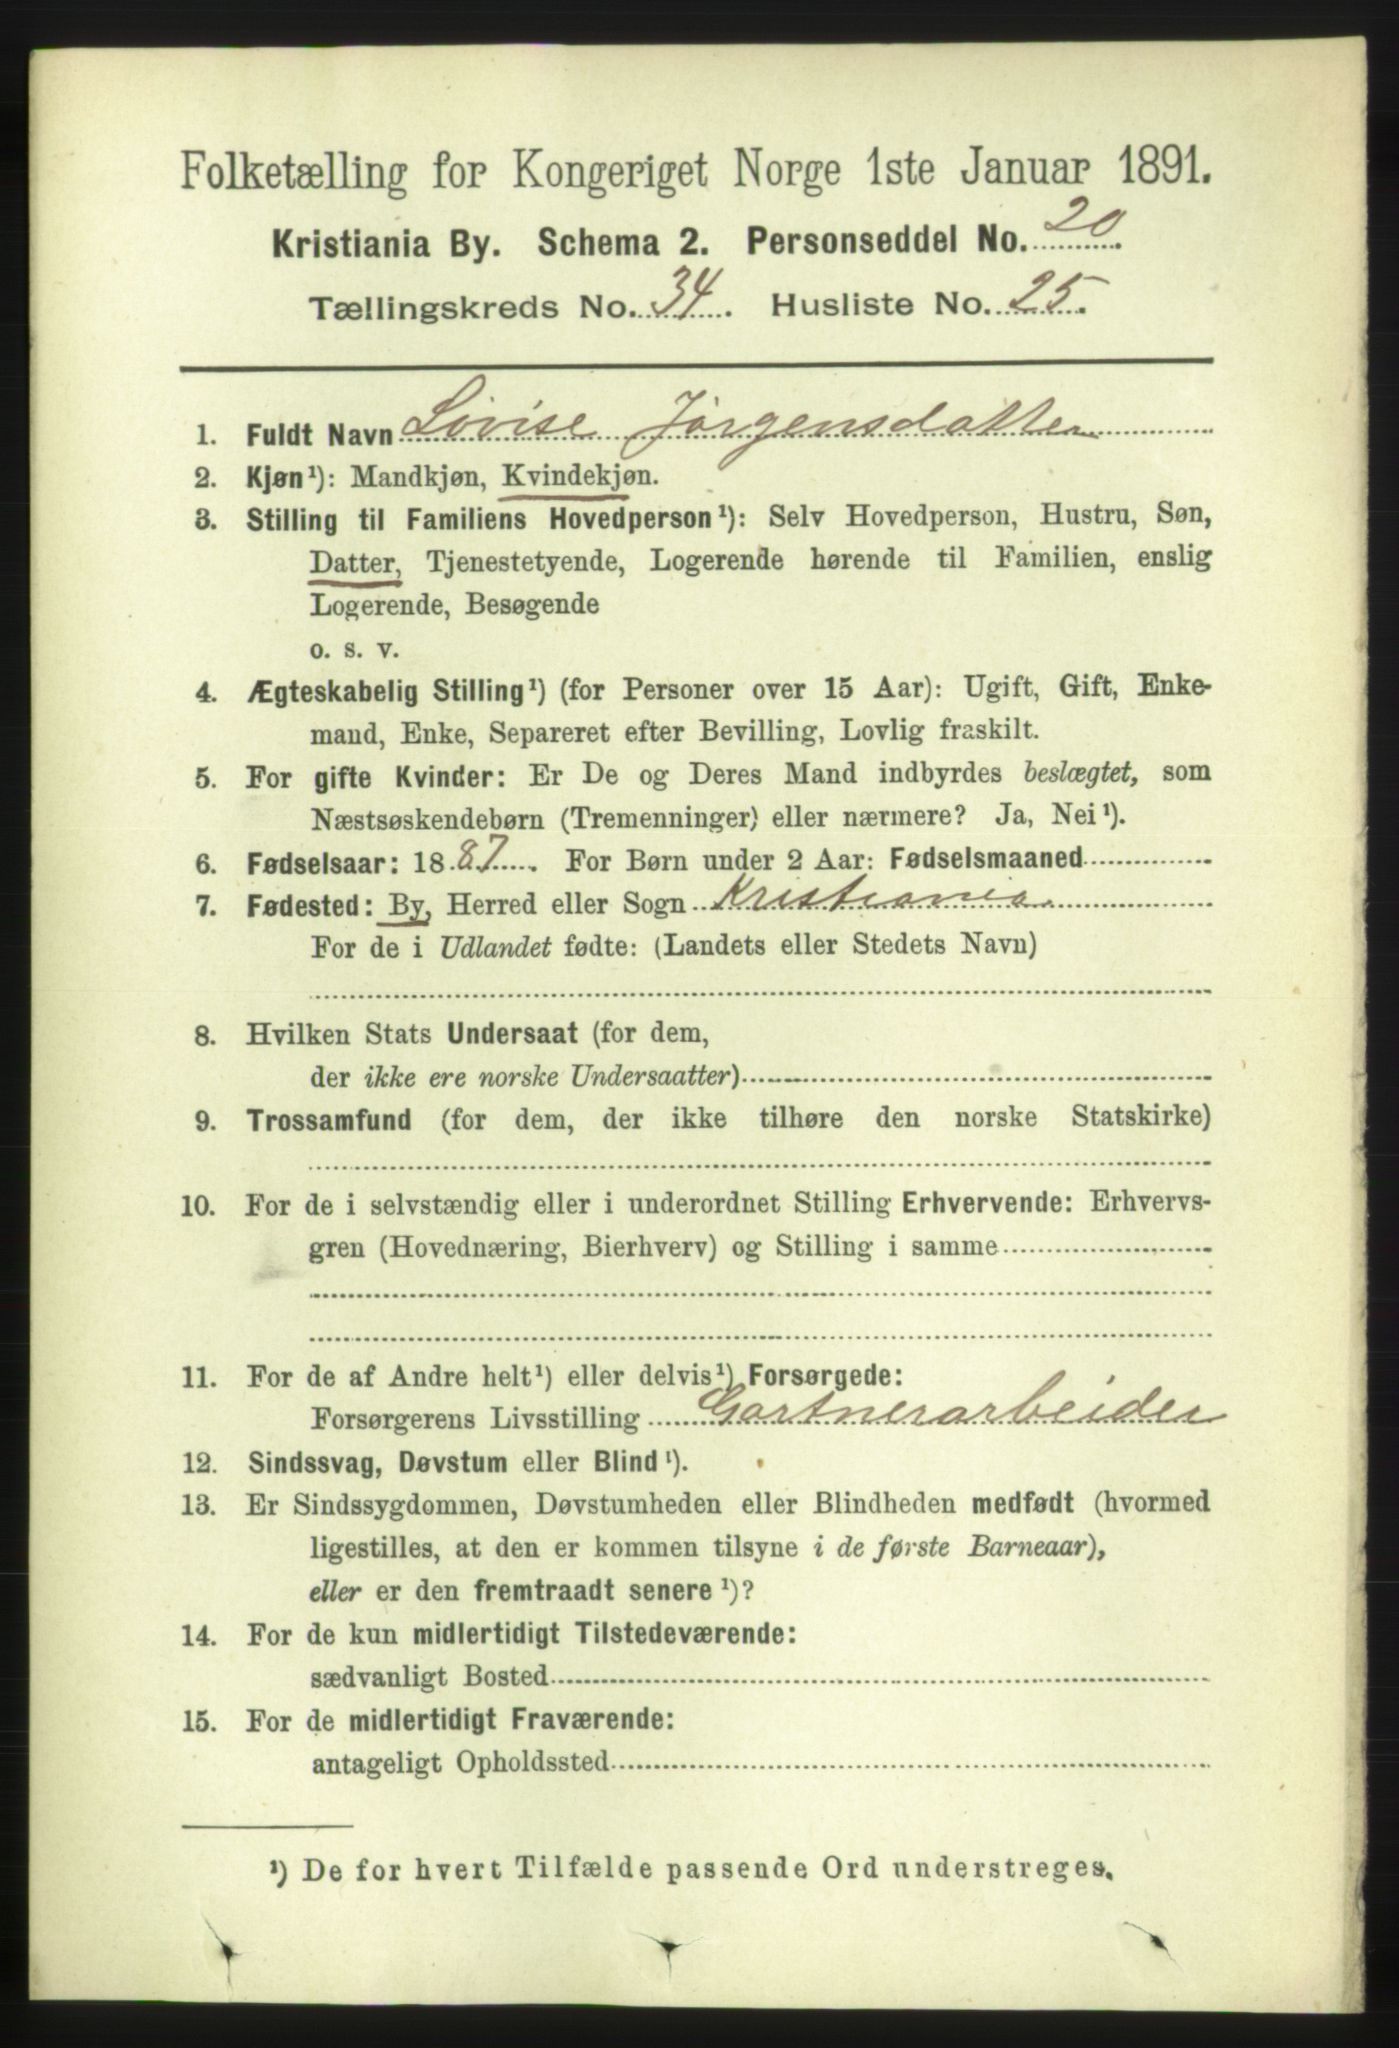 Folketælling for Kongeriget Norge 1ste Januar 1891.
Kristiania By. Schema 2. Personseddel No. 20.
Tællingskreds No. 34. Husliste No. 25.
1. Fuldt Navn Lovise Jørgensdatter
2. Kjøn¹): Mandkjøn, Kvindekjøn.
3. Stilling til Familiens Hovedperson¹): Selv Hovedperson, Hustru, Søn,
Datter, Tjenestetyende, Logerende hørende til Familien, enslig
Logerende, Besøgende
o. s. v.
4. Ægteskabelig Stilling¹) (for Personer over 15 Aar): Ugift, Gift, Enke-
mand, Enke, Separeret efter Bevilling, Lovlig fraskilt.
5. For gifte Kvinder: Er De og Deres Mand indbyrdes beslægtet, som
Næstsøskendebørn (Tremenninger) eller nærmere? Ja, Nei¹).
6. Fødselsaar: 1887. For Børn under 2 Aar: Fødselsmaaned
7. Fødested: By, Herred eller Sogn Kristiania.
For de i Udlandet fødte: (Landets eller Stedets Navn)
8. Hvilken Stats Undersaat (for dem,
der ikke ere norske Undersaatter)
9. Trossamfund (for dem, der ikke tilhøre den norske Statskirke)
10. For de i selvstændig eller i underordnet Stilling Erhvervende: Erhvervs-
gren (Hovednæring, Bierhverv) og Stilling i samme
11. For de af Andre helt¹) eller delvis¹) Forsørgede:
Forsørgerens Livsstilling Gartnerarbeider
12. Sindssvag, Døvstum eller Blind¹).
13. Er Sindssygdommen, Døvstumheden eller Blindheden medfødt (hvormed
ligestilles, at den er kommen tilsyne i de første Barneaar),
eller er den fremtraadt senere¹)?
14. For de kun midlertidigt Tilstedeværende:
sædvanligt Bosted
15. For de midlertidigt Fraværende:
antageligt Opholdssted
¹) De for hvert Tilfælde passende Ord understreges.